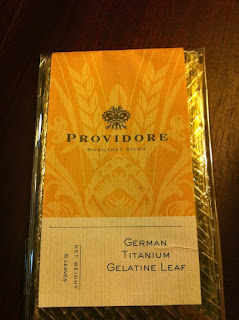 PROVIDORE
MARGARET RIVER
GERMAN
TITANIUM
GELATINE LEAF
NET WEIGHT
6 LEAVES